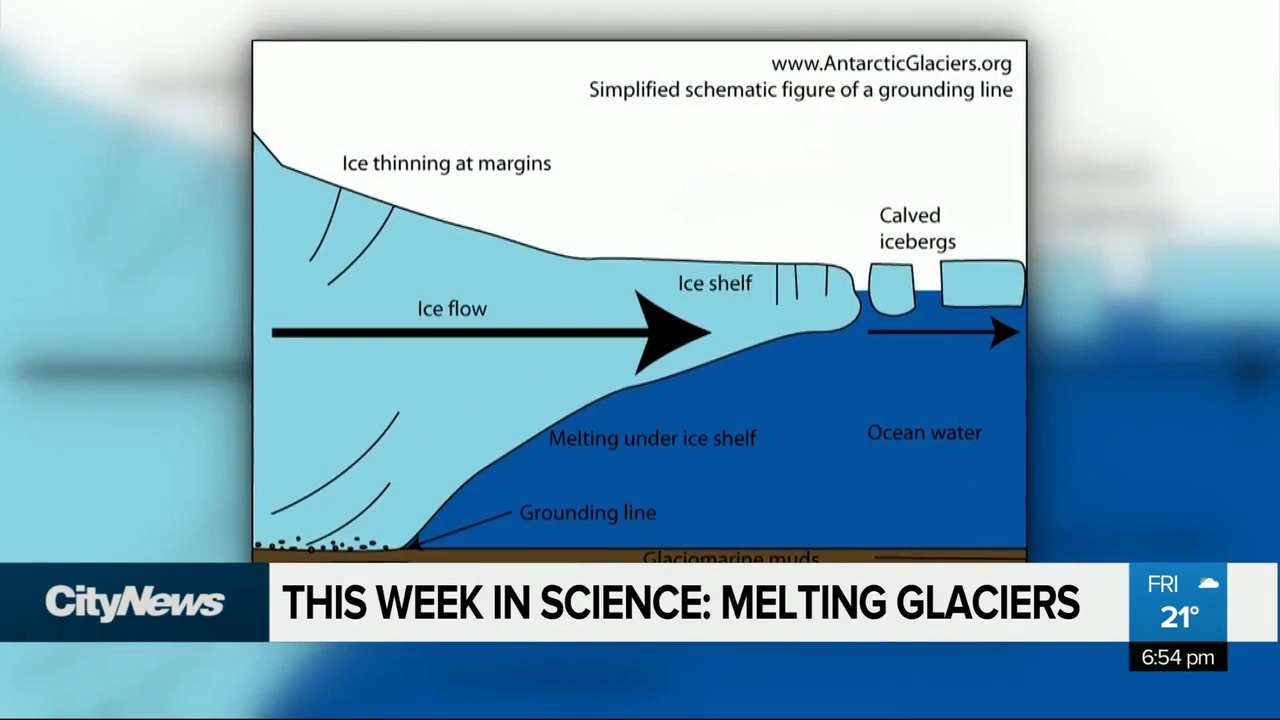 www.AntarcticGlaciers.org
Simplified schematic figure of a grounding line
Ice thinning at margins
Calved
icebergs
Ice shelf
Ice flow
Melting under ice shelf
Ocean water
Grounding line
Glaciomarine muds
CityNews
THIS WEEK IN SCIENCE: MELTING GLACIERS
FRI
21°
6:54 pm